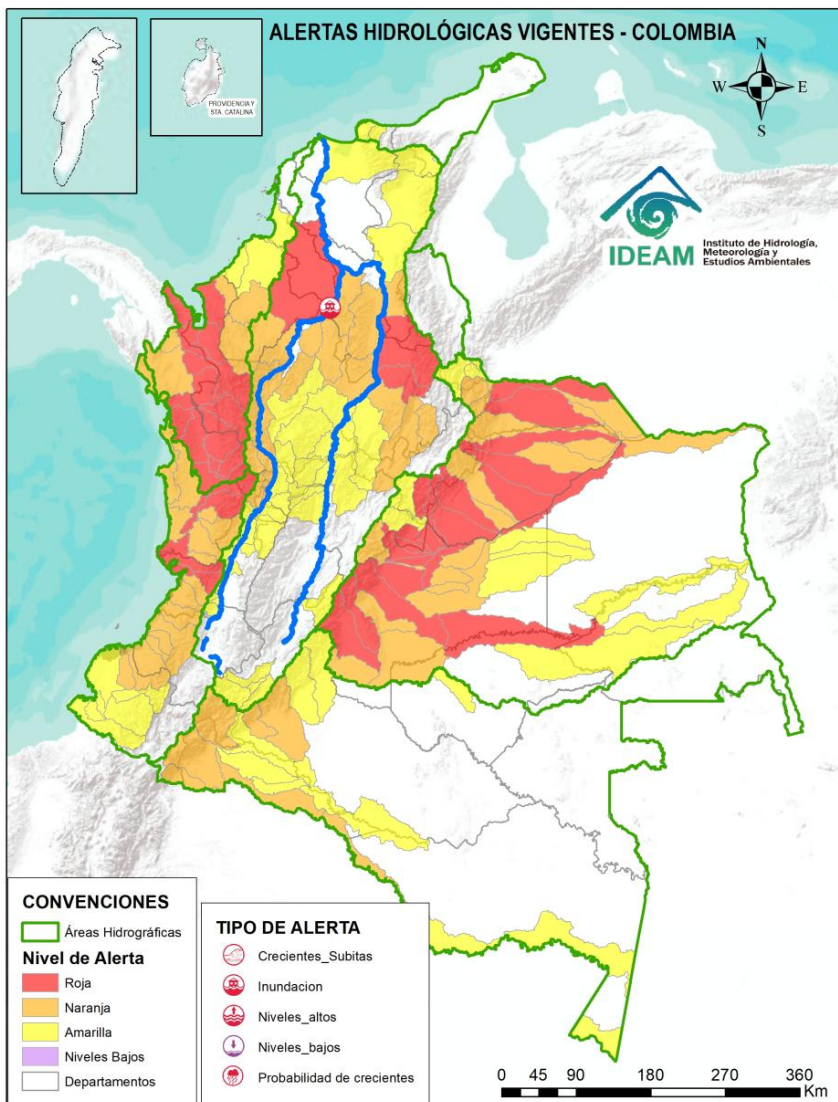 ALERTAS HIDROLÓGICAS VIGENTES - COLOMBIA
PROVIDENCIA Y
STA. CATALINA
N
W
E
S
IDEAM
Instituto de Hidrología,
Meteorología y
Estudios Ambientales
CONVENCIONES
Áreas Hidrográficas
Nivel de Alerta
Roja
Naranja
Amarilla
Niveles Bajos
Departamentos
TIPO DE ALERTA
Crecientes_Subitas
Inundacion
Niveles_altos
Niveles_bajos
Probabilidad de crecientes
0 45 90 180 270 360
Km